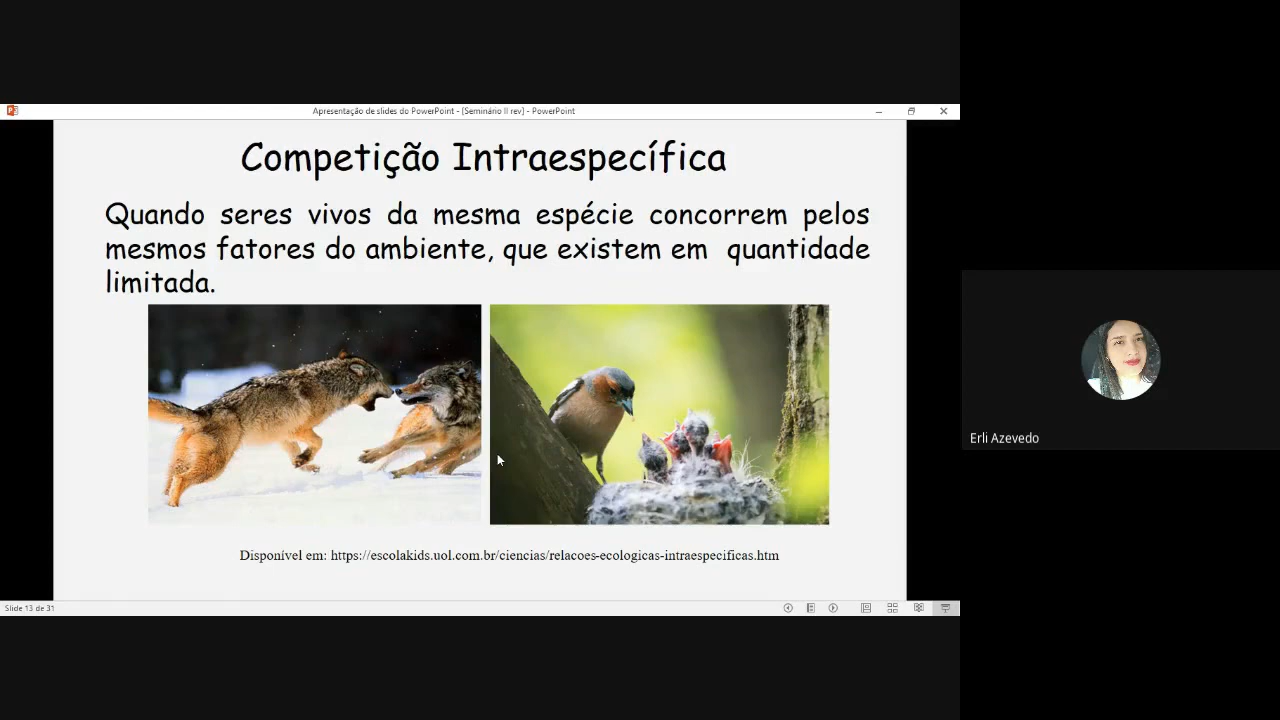 Apresentação de slides do PowerPoint - [Seminário II rev] - PowerPoint
Competição Intraespecífica
Quando seres vivos da mesma espécie concorrem pelos
mesmos fatores do ambiente, que existem em quantidade
limitada.
Erli Azevedo
Disponível em: https://escolakids.uol.com.br/ciencias/relacoes-ecologicas-intraespecificas.htm
Slide 13 de 31